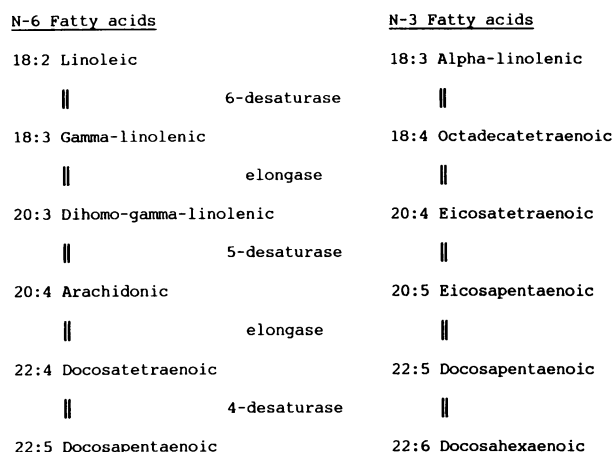 N-6 Fatty acids N-3 Fatty acids
18:2 Linoleic 18:3 Alpha-linolenic
6-desaturase
18:3 Gamma-linolenic 18:4 Octadecatetraenoic
elongase
20:3 Dihomo-gamma-linolenic 20:4 Eicosatetraenoic
5-desaturase
20:4 Arachidonic 20:5 Eicosapentaenoic
elongase
22:4 Docosatetraenoic 22:5 Docosapentaenoic
4-desaturase
22:5 Docosapentaenoic 22:6 Docosahexaenoic